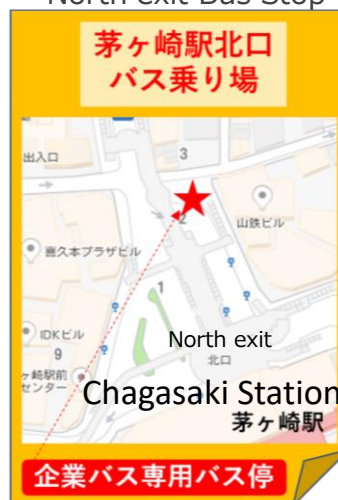 North exit Bus Stop
茅ヶ崎駅北口
バス乗り場
出入口
3
2
山鉄ビル
喜久本プラザビル
1
IDKビル
9
North exit
北口
ヶ崎駅前
センター
Chagasaki Station
茅ヶ崎駅
企業バス専用バス停